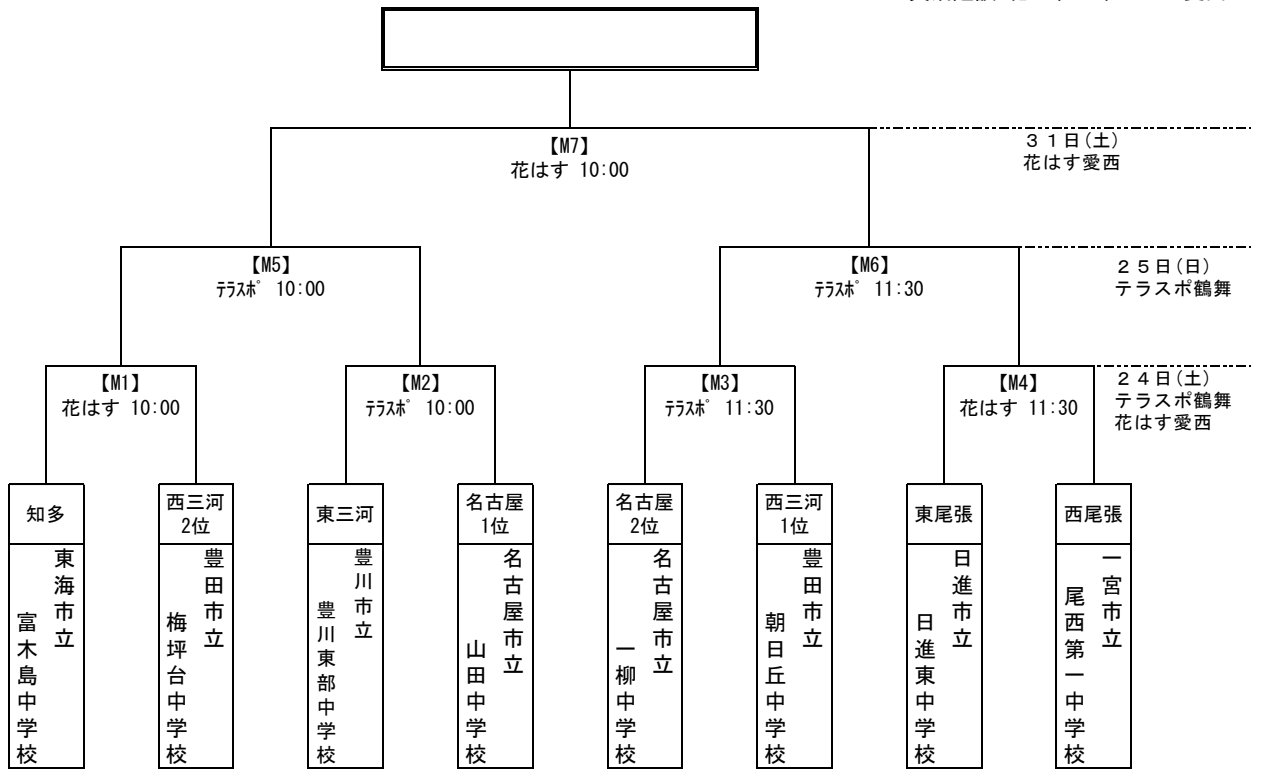 【M7】
花はす 10:00
３１日(土)
花はす愛西
【M5】
ﾃﾗｽﾎﾟ 10:00
【M6】
ﾃﾗｽﾎﾟ 11:30
２５日(日)
テラスポ鶴舞
【M1】
花はす 10:00
【M2】
ﾃﾗｽﾎﾟ 10:00
【M3】
ﾃﾗｽﾎﾟ 11:30
【M4】
花はす 11:30
２４日(土)
テラスポ鶴舞
花はす愛西
知多
東海市立
富木島中学校
西三河
2位
豊田市立
梅坪台中学校
東三河
豊川市立
豊川東部中学校
名古屋
1位
名古屋市立
山田中学校
名古屋
2位
名古屋市立
一柳中学校
西三河
1位
豊田市立
朝日丘中学校
東尾張
日進市立
日進東中学校
西尾張
一宮市立
尾西第一中学校